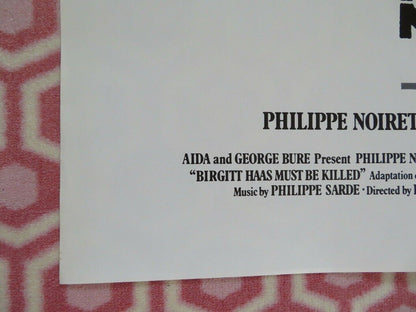 PHILIPPE NOIRET
AIDA and GEORGE BURE Present PHILIPPE N
"BIRGITT HAAS MUST BE KILLED" Adaptation
Music by PHILIPPE SARDE · Directed by